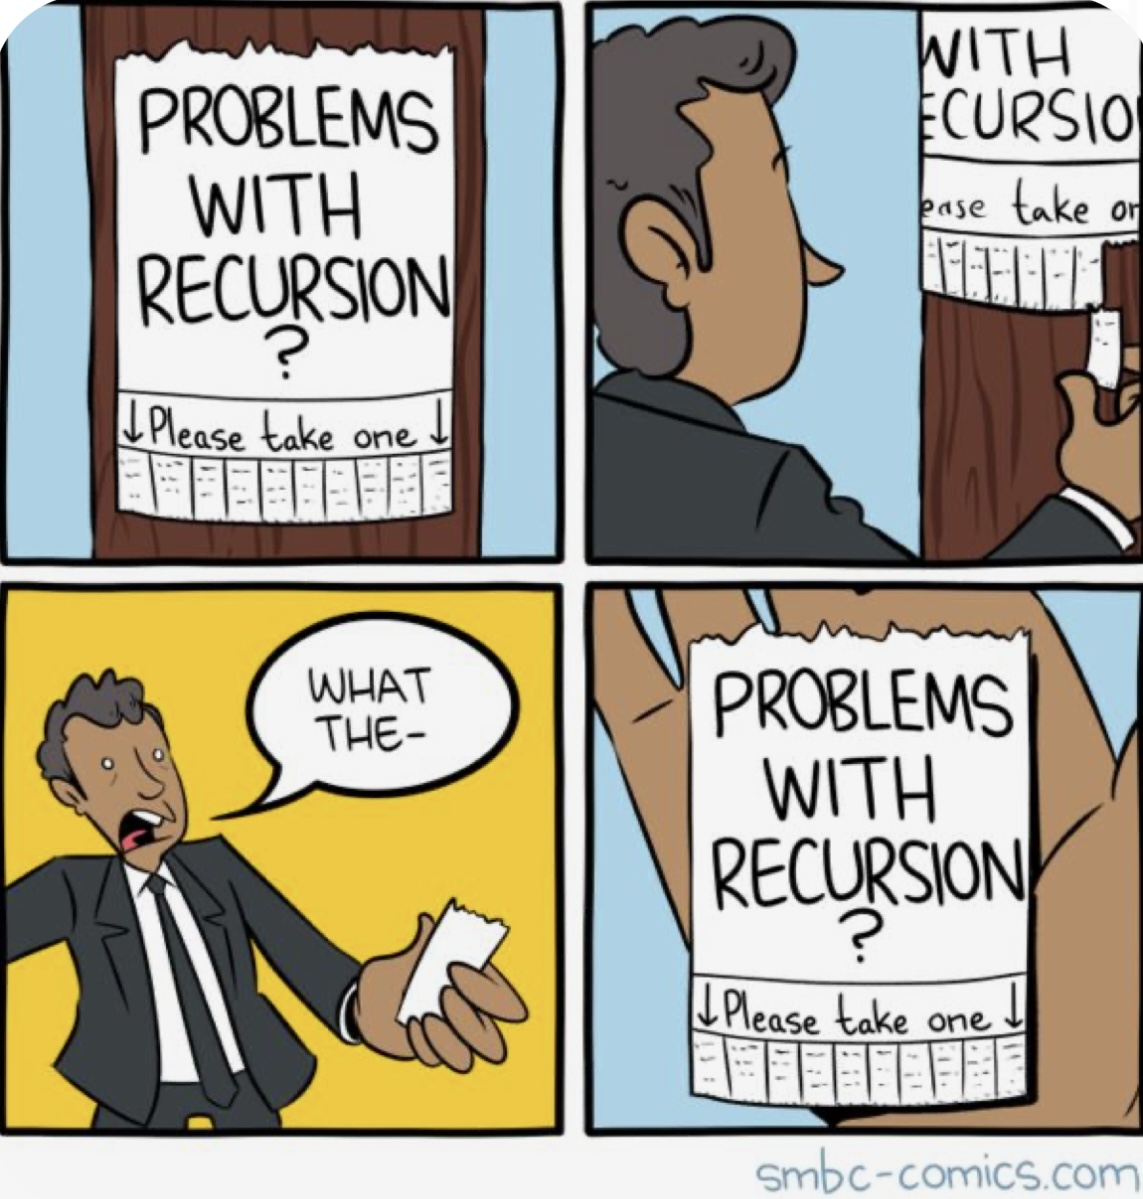 PROBLEMS
WITH
RECURSION
?
↓Please take one↓
WITH
ECURSIO
ease take on
WHAT
THE-
PROBLEMS
WITH
RECURSION
?
↓Please take one↓
smbc-comics.com